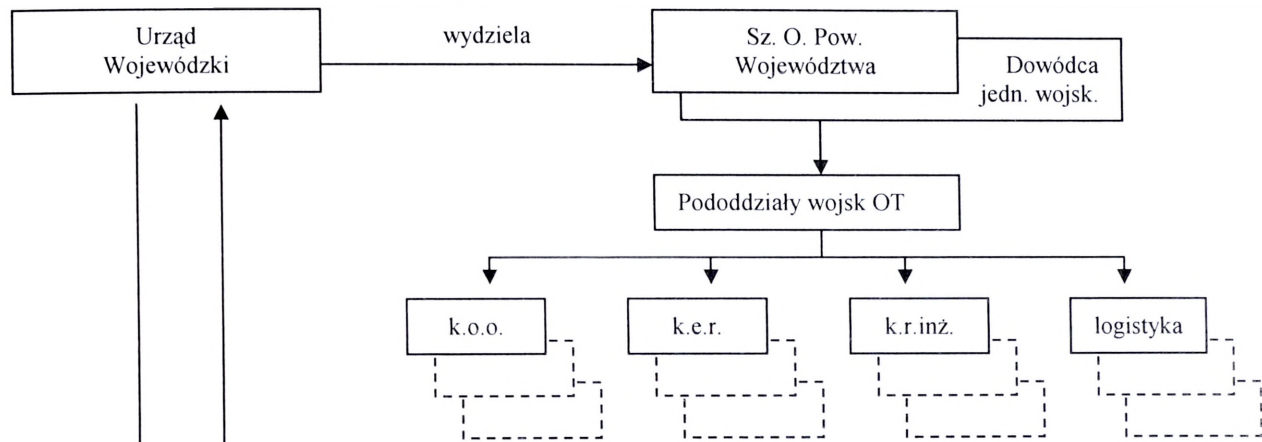 Urząd
Wojewódzki
wydziela
Sz. O. Pow.
Województwa
Dowódca
jedn. wojsk.
Pododdziały wojsk OT
k.o.o.
k.e.r.
k.r.inż.
logistyka